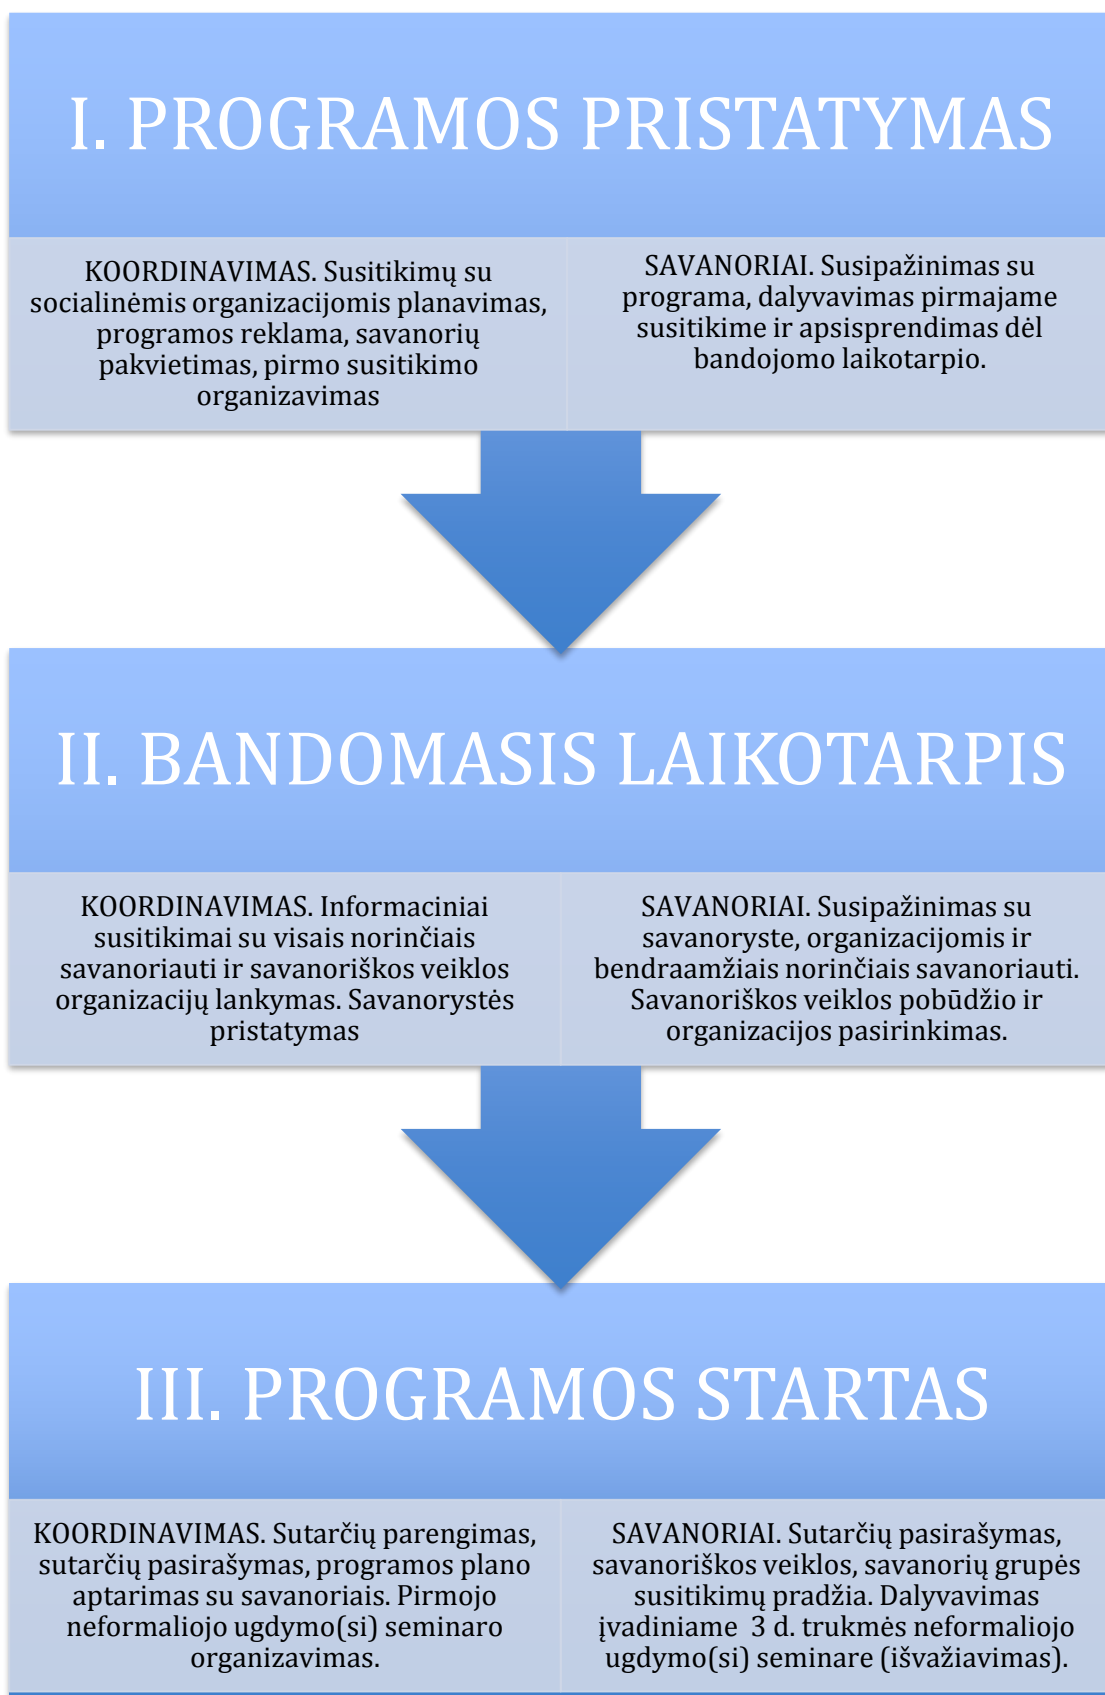 I. PROGRAMOS PRISTATYMAS
KOORDINAVIMAS. Susitikimų su
socialinėmis organizacijomis planavimas,
programos reklama, savanorių
pakvietimas, pirmo susitikimo
organizavimas
SAVANORIAI. Susipažinimas su
programa, dalyvavimas pirmajame
susitikime ir apsisprendimas dėl
bandojomo laikotarpio.
II. BANDOMASIS LAIKOTARPIS
KOORDINAVIMAS. Informaciniai
susitikimai su visais norinčiais
savanoriauti ir savanoriškos veiklos
organizacijų lankymas. Savanorystės
pristatymas
SAVANORIAI. Susipažinimas su
savanoryste, organizacijomis ir
bendraamžiais norinčiais savanoriauti.
Savanoriškos veiklos pobūdžio ir
organizacijos pasirinkimas.
III. PROGRAMOS STARTAS
KOORDINAVIMAS. Sutarčių parengimas,
sutarčių pasirašymas, programos plano
aptarimas su savanoriais. Pirmojo
neformaliojo ugdymo(si) seminaro
organizavimas.
SAVANORIAI. Sutarčių pasirašymas,
savanoriškos veiklos, savanorių grupės
susitikimų pradžia. Dalyvavimas
įvadiniame  3 d. trukmės neformaliojo
ugdymo(si) seminare (išvažiavimas).